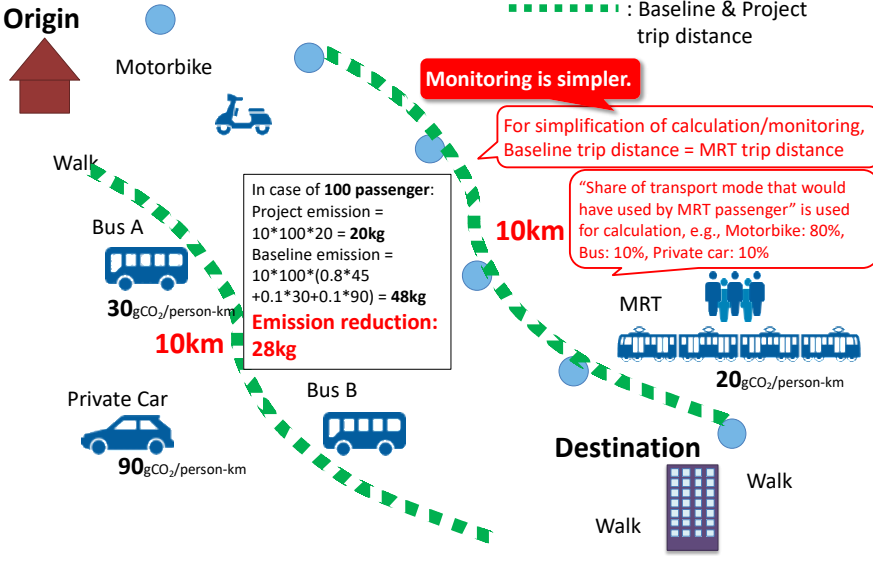 Origin
: Baseline & Project
trip distance
Motorbike
Monitoring is simpler.
For simplification of calculation/monitoring,
Baseline trip distance = MRT trip distance
Walk
"Share of transport mode that would
have used by MRT passenger" is used
for calculation, e.g., Motorbike: 80%,
Bus: 10%, Private car: 10%
In case of 100 passenger:
Project emission =
10*100*20 = 20kg
Baseline emission =
10*100*(0.8*45
+0.1*30+0.1*90) = 48kg
Emission reduction:
28kg
Bus A
30gCO₂/person-km
10km
10km
MRT
20gCO₂/person-km
Private Car
90gCO₂/person-km
Bus B
Destination
Walk
Walk